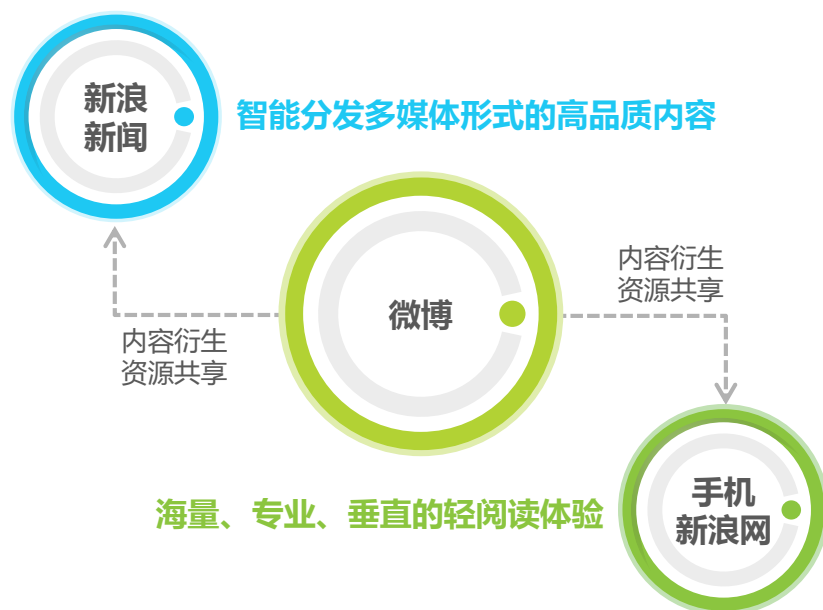 新浪
新闻
智能分发多媒体形式的高品质内容
内容衍生
资源共享
微博
内容衍生
资源共享
海量、专业、垂直的轻阅读体验
手机
新浪网